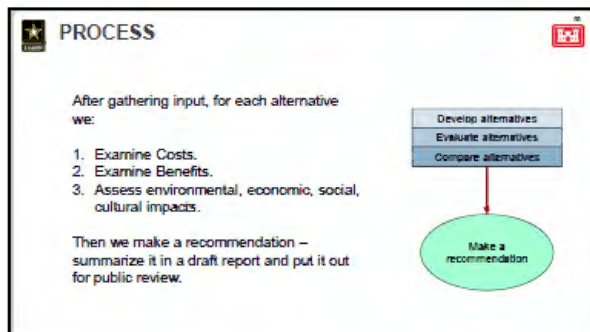 PROCESS
After gathering input, for each alternative
we:
1. Examine Costs.
2. Examine Benefits.
3. Assess environmental, economic, social,
cultural impacts.
Then we make a recommendation –
summarize it in a draft report and put it out
for public review.
Develop alternatives
Evaluate alternatives
Compare alternatives
Make a
recommendation